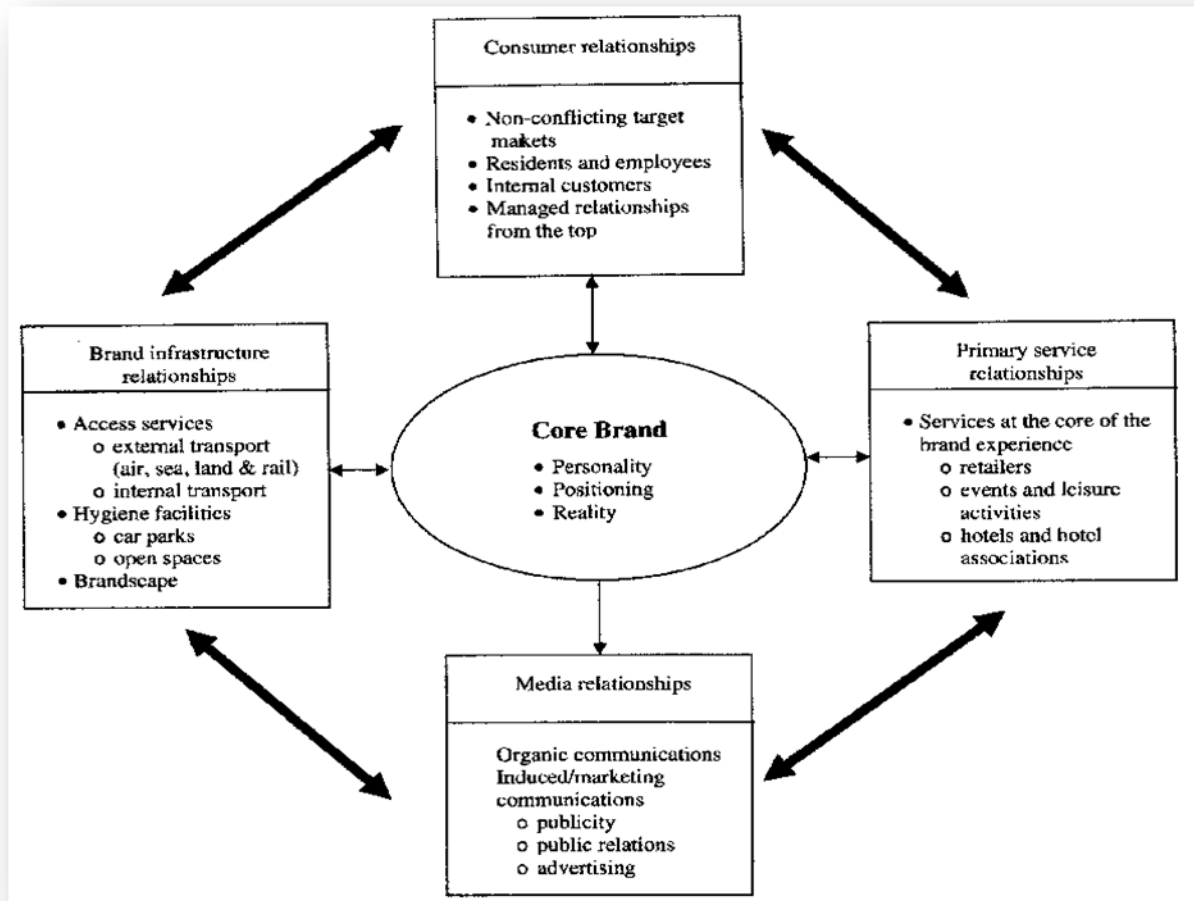 Consumer relationships
• Non-conflicting target
makets
• Residents and employees
• Internal customers
• Managed relationships
from the top
Brand infrastructure
relationships
• Access services
o external transport
(air, sea, land & rail)
o internal transport
• Hygiene facilities
o car parks
o open spaces
• Brandscape
Core Brand
• Personality
• Positioning
• Reality
Primary service
relationships
• Services at the core of the
brand experience
o retailers
o events and leisure
activities
o hotels and hotel
associations
Media relationships
Organic communications
Induced/marketing
communications
o publicity
o public relations
o advertising